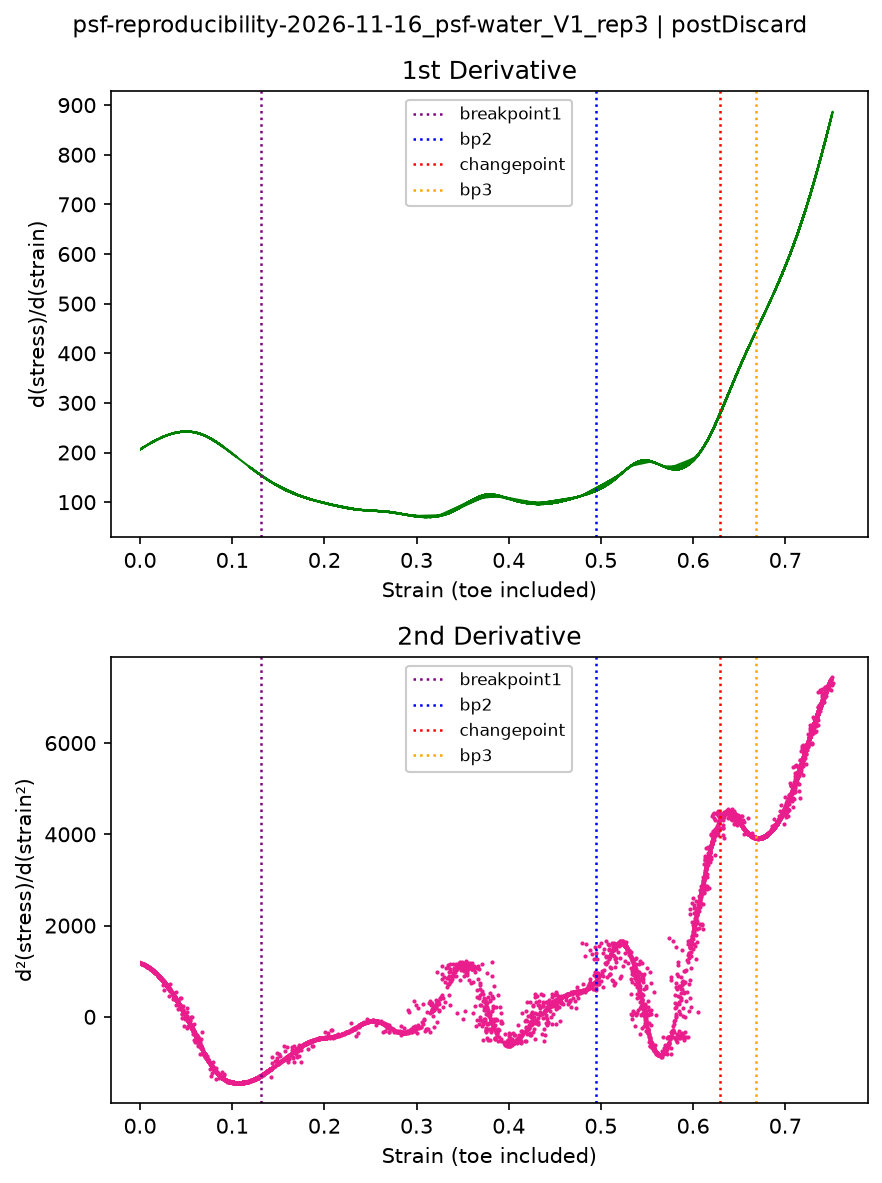 psf-reproducibility-2026-11-16_psf-water_V1_rep3 | postDiscard
1st Derivative
d(stress)/d(strain)
900
800
700
600
500
400
300
200
100
breakpoint1
bp2
changepoint
bp3
0.0 0.1 0.2 0.3 0.4 0.5 0.6 0.7
Strain (toe included)
2nd Derivative
d²(stress)/d(strain²)
6000
4000
2000
0
breakpoint1
bp2
changepoint
bp3
0.0 0.1 0.2 0.3 0.4 0.5 0.6 0.7
Strain (toe included)